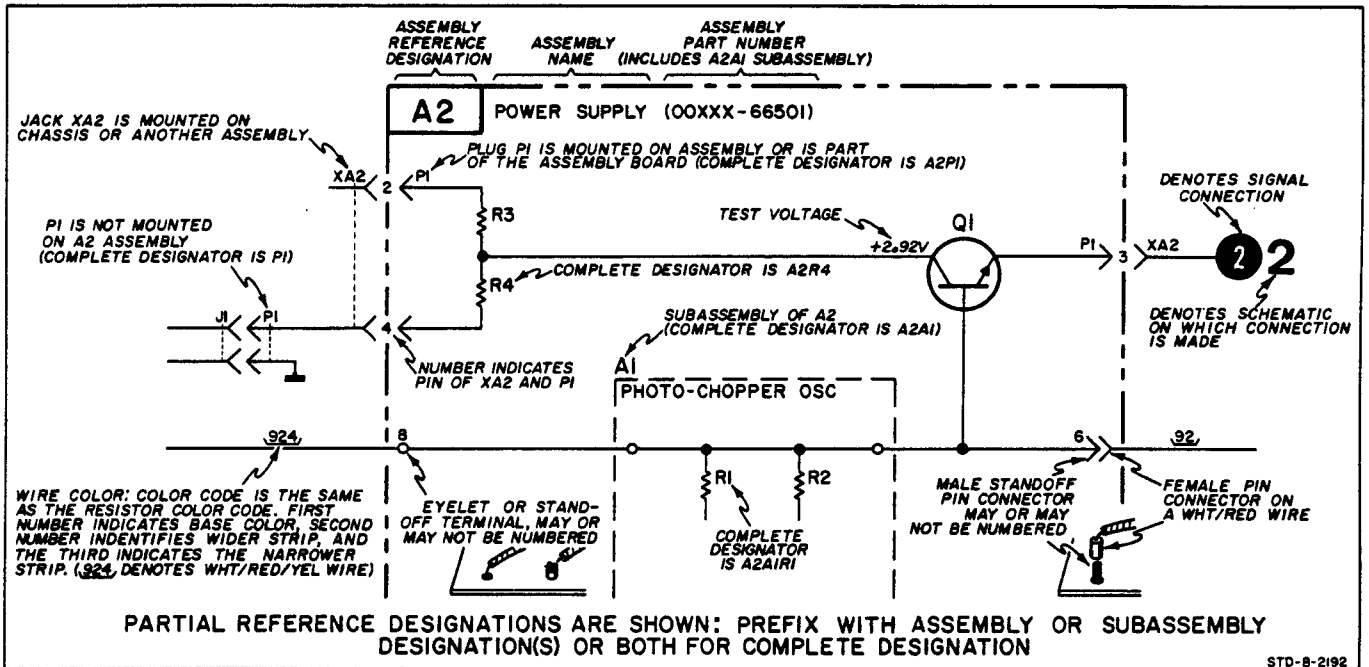 ASSEMBLY
REFERENCE
DESIGNATION
ASSEMBLY
NAME
ASSEMBLY
PART NUMBER
(INCLUDES A2A1 SUBASSEMBLY)
A2
POWER SUPPLY (00XXX-66501)
JACK XA2 IS MOUNTED ON
CHASSIS OR ANOTHER ASSEMBLY
XA2
2
P1
PLUG P1 IS MOUNTED ON ASSEMBLY OR IS PART
OF THE ASSEMBLY BOARD (COMPLETE DESIGNATOR IS A2P1)
DENOTES SIGNAL
CONNECTION
P1 IS NOT MOUNTED
ON A2 ASSEMBLY
(COMPLETE DESIGNATOR IS P1)
R3
TEST VOLTAGE
+2.92V
Q1
P1
3
XA2
2
2
R4
COMPLETE DESIGNATOR IS A2R4
DENOTES SCHEMATIC
ON WHICH CONNECTION
IS MADE
J1
P1
4
SUBASSEMBLY OF A2
(COMPLETE DESIGNATOR IS A2A1)
NUMBER INDICATES
PIN OF XA2 AND P1
A1
PHOTO-CHOPPER OSC
924
8
R1
R2
6
92
WIRE COLOR: COLOR CODE IS THE SAME
AS THE RESISTOR COLOR CODE. FIRST
NUMBER INDICATES BASE COLOR, SECOND
NUMBER INDENTIFIES WIDER STRIP, AND
THE THIRD INDICATES THE NARROWER
STRIP. (924 DENOTES WHT/RED/YEL WIRE)
EYELET OR STAND-
OFF TERMINAL, MAY OR
MAY NOT BE NUMBERED
COMPLETE
DESIGNATOR
IS A2A1R1
MALE STANDOFF
PIN CONNECTOR
MAY OR MAY
NOT BE NUMBERED
FEMALE PIN
CONNECTOR ON
A WHT/RED WIRE
PARTIAL REFERENCE DESIGNATIONS ARE SHOWN: PREFIX WITH ASSEMBLY OR SUBASSEMBLY
DESIGNATION(S) OR BOTH FOR COMPLETE DESIGNATION
STD-B-2192